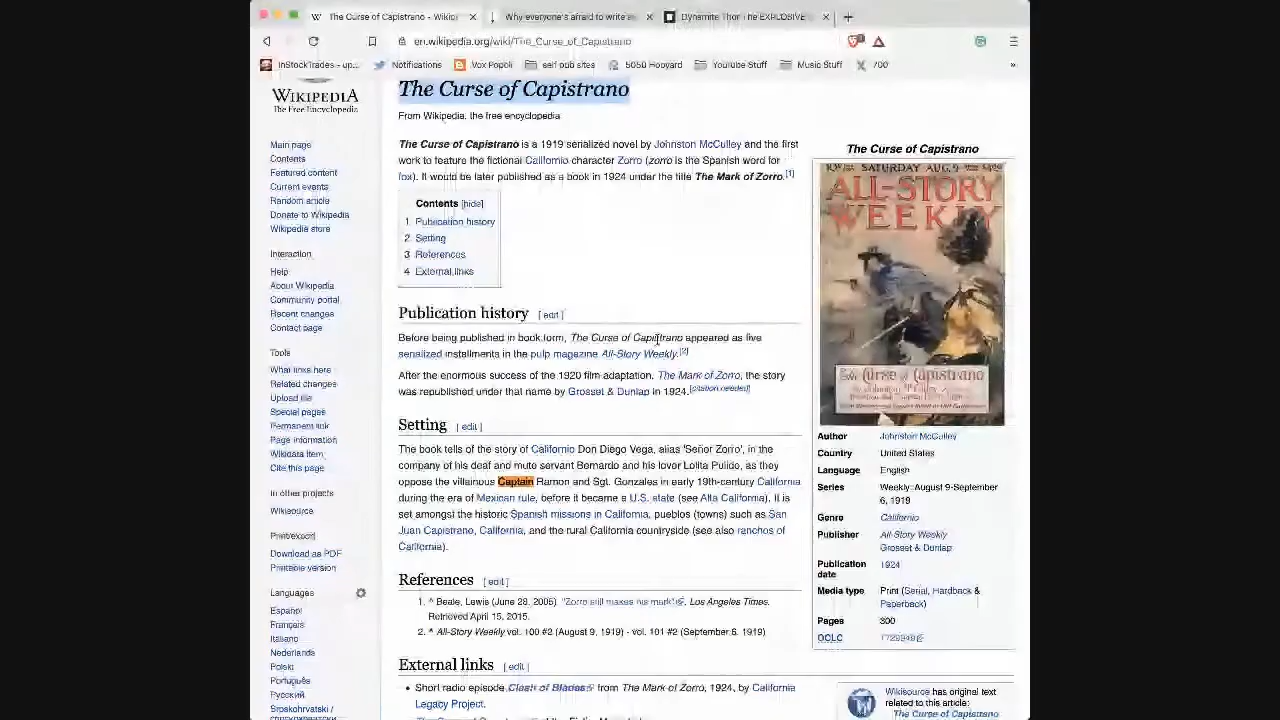 The Curse of Capistrano - Wikip
Why everyone's afraid to write a
Dynamite Thor The EXPLOSIVE
en.wikipedia.org/wiki/The_Curse_of_Capistrano
InStockTrades - up...
Notifications
Vox Popoli
self pub sites
5050 Hooyard
Youtube Stuff
Music Stuff
700
»
WIKIPEDIA
The Free Encyclopedia
Main page
Contents
Featured content
Current events
Random article
Donate to Wikipedia
Wikipedia store
Interaction
Help
About Wikipedia
Community portal
Recent changes
Contact page
Tools
What links here
Related changes
Upload file
Special pages
Permanent link
Page information
Wikidata item
Cite this page
In other projects
Wikisource
Print/export
Download as PDF
Printable version
Languages
Español
Français
Italiano
Nederlands
Polski
Português
Русский
Srpskohrvatski /
The Curse of Capistrano
From Wikipedia, the free encyclopedia
The Curse of Capistrano is a 1919 serialized novel by Johnston McCulley and the first
work to feature the fictional Californio character Zorro (zorro is the Spanish word for
fox). It would be later published as a book in 1924 under the title The Mark of Zorro.[1]
Contents [hide]
1 Publication history
2 Setting
3 References
4 External links
Publication history [ edit ]
Before being published in book form, The Curse of Capistrano appeared as five
serialized installments in the pulp magazine All-Story Weekly.[2]
After the enormous success of the 1920 film adaptation, The Mark of Zorro, the story
was republished under that name by Grosset & Dunlap in 1924.[citation needed]
Setting [ edit ]
The book tells of the story of Californio Don Diego Vega, alias 'Señor Zorro', in the
company of his deaf and mute servant Bernardo and his lover Lolita Pulido, as they
oppose the villainous Captain Ramon and Sgt. Gonzales in early 19th-century California
during the era of Mexican rule, before it became a U.S. state (see Alta California). It is
set amongst the historic Spanish missions in California, pueblos (towns) such as San
Juan Capistrano, California, and the rural California countryside (see also ranchos of
California).
References [ edit ]
1. ^ Beale, Lewis (June 28, 2005). "Zorro still makes his mark". Los Angeles Times.
Retrieved April 15, 2015.
2. ^ All-Story Weekly vol. 100 #2 (August 9, 1919) - vol. 101 #2 (September 6, 1919)
External links [ edit ]
• Short radio episode Clash of Blades from The Mark of Zorro, 1924, by California
Legacy Project.
The Curse of Capistrano
SATURDAY AUG. 9
ALL-STORY
WEEKLY
The Curse of Capistrano
by Johnston McCulley
Author Johnston McCulley
Country United States
Language English
Series Weekly: August 9-September
6, 1919
Genre Californio
Publisher All-Story Weekly
Grosset & Dunlap
Publication
date 1924
Media type Print (Serial, Hardback &
Paperback)
Pages 300
OCLC
Wikisource has original text
related to this article:
The Curse of Capistrano